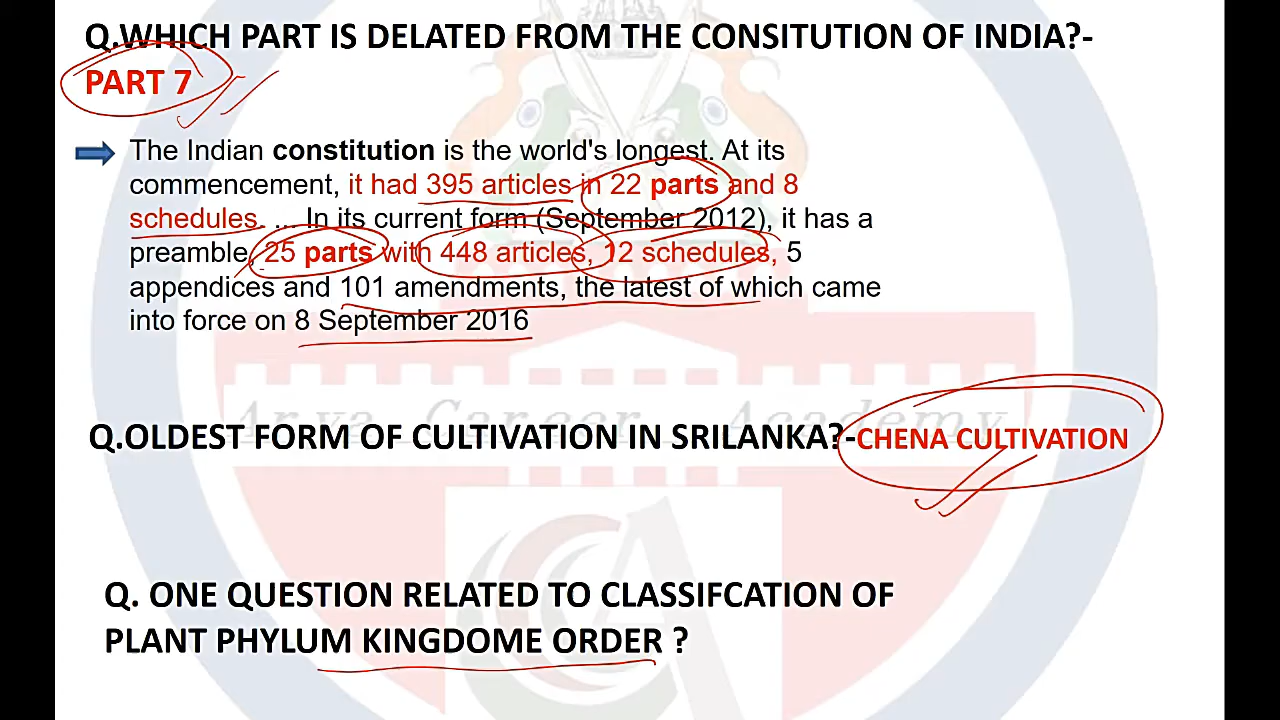 Q.WHICH PART IS DELATED FROM THE CONSITUTION OF INDIA?-
PART 7
The Indian constitution is the world's longest. At its
commencement, it had 395 articles in 22 parts and 8
schedules. ... In its current form (September 2012), it has a
preamble, 25 parts with 448 articles, 12 schedules, 5
appendices and 101 amendments, the latest of which came
into force on 8 September 2016
Arya Career Academy
Q.OLDEST FORM OF CULTIVATION IN SRILANKA?-CHENA CULTIVATION
Q. ONE QUESTION RELATED TO CLASSIFCATION OF
PLANT PHYLUM KINGDOME ORDER ?